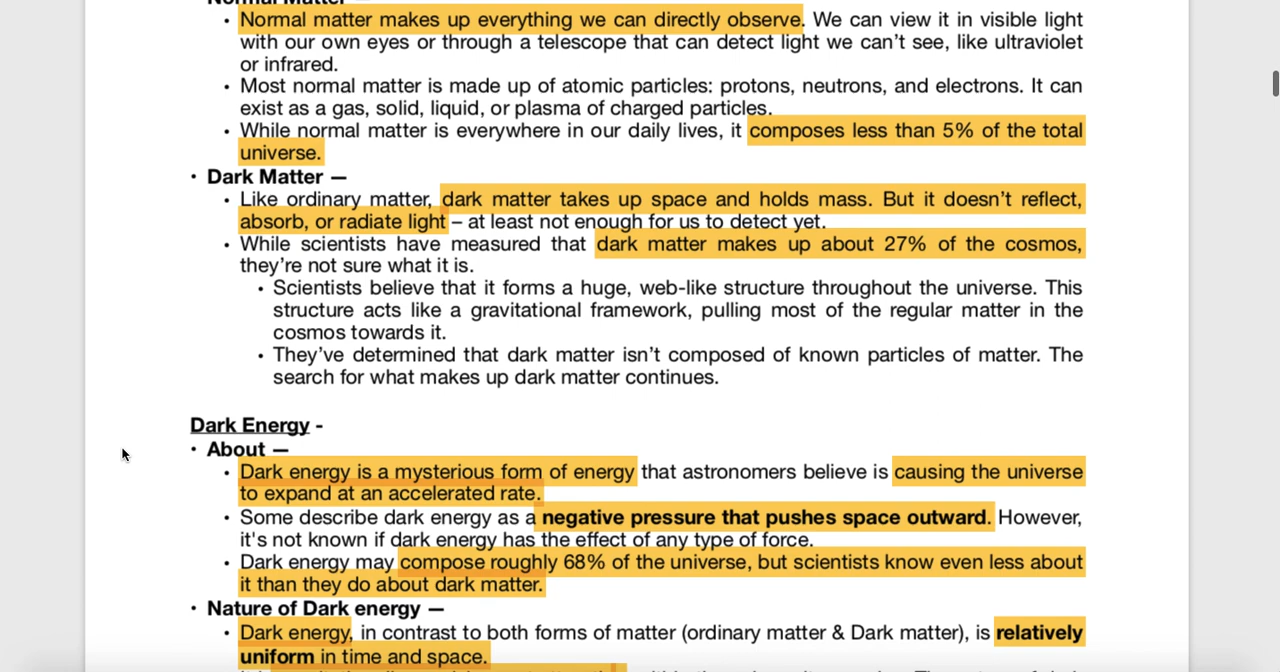 Normal Matter —
• Normal matter makes up everything we can directly observe. We can view it in visible light
with our own eyes or through a telescope that can detect light we can’t see, like ultraviolet
or infrared.
• Most normal matter is made up of atomic particles: protons, neutrons, and electrons. It can
exist as a gas, solid, liquid, or plasma of charged particles.
• While normal matter is everywhere in our daily lives, it composes less than 5% of the total
universe.
• Dark Matter —
• Like ordinary matter, dark matter takes up space and holds mass. But it doesn’t reflect,
absorb, or radiate light – at least not enough for us to detect yet.
• While scientists have measured that dark matter makes up about 27% of the cosmos,
they’re not sure what it is.
• Scientists believe that it forms a huge, web-like structure throughout the universe. This
structure acts like a gravitational framework, pulling most of the regular matter in the
cosmos towards it.
• They’ve determined that dark matter isn’t composed of known particles of matter. The
search for what makes up dark matter continues.
Dark Energy -
• About —
• Dark energy is a mysterious form of energy that astronomers believe is causing the universe
to expand at an accelerated rate.
• Some describe dark energy as a negative pressure that pushes space outward. However,
it's not known if dark energy has the effect of any type of force.
• Dark energy may compose roughly 68% of the universe, but scientists know even less about
it than they do about dark matter.
• Nature of Dark energy —
• Dark energy, in contrast to both forms of matter (ordinary matter & Dark matter), is relatively
uniform in time and space.